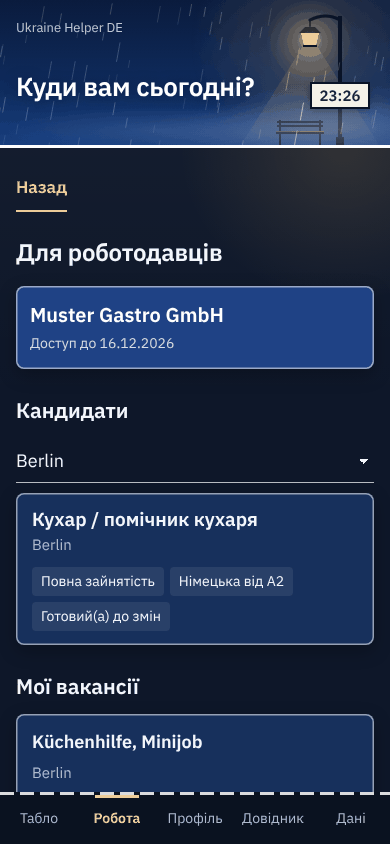 Ukraine Helper DE
Куди вам сьогодні?
23:26
Назад
Для роботодавців
Muster Gastro GmbH
Доступ до 16.12.2026
Кандидати
Berlin
Кухар / помічник кухаря
Berlin
Повна зайнятість
Німецька від A2
Готовий(а) до змін
Мої вакансії
Küchenhilfe, Minijob
Berlin
Табло
Робота
Профіль
Довідник
Дані